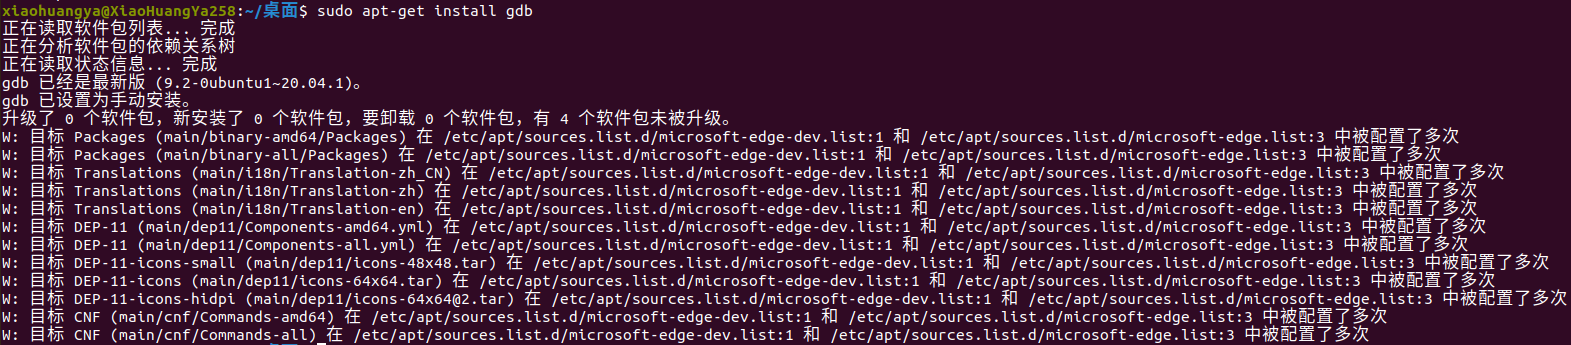 xiaohuangya@XiaoHuangYa258:~/桌面$ sudo apt-get install gdb
正在读取软件包列表... 完成
正在分析软件包的依赖关系树
正在读取状态信息... 完成
gdb 已经是最新版 (9.2-0ubuntu1~20.04.1)。
gdb 已设置为手动安装。
升级了 0 个软件包，新安装了 0 个软件包，要卸载 0 个软件包，有 4 个软件包未被升级。
W: 目标 Packages (main/binary-amd64/Packages) 在 /etc/apt/sources.list.d/microsoft-edge-dev.list:1 和 /etc/apt/sources.list.d/microsoft-edge.list:3 中被配置了多次
W: 目标 Packages (main/binary-all/Packages) 在 /etc/apt/sources.list.d/microsoft-edge-dev.list:1 和 /etc/apt/sources.list.d/microsoft-edge.list:3 中被配置了多次
W: 目标 Translations (main/i18n/Translation-zh_CN) 在 /etc/apt/sources.list.d/microsoft-edge-dev.list:1 和 /etc/apt/sources.list.d/microsoft-edge.list:3 中被配置了多次
W: 目标 Translations (main/i18n/Translation-zh) 在 /etc/apt/sources.list.d/microsoft-edge-dev.list:1 和 /etc/apt/sources.list.d/microsoft-edge.list:3 中被配置了多次
W: 目标 Translations (main/i18n/Translation-en) 在 /etc/apt/sources.list.d/microsoft-edge-dev.list:1 和 /etc/apt/sources.list.d/microsoft-edge.list:3 中被配置了多次
W: 目标 DEP-11 (main/dep11/Components-amd64.yml) 在 /etc/apt/sources.list.d/microsoft-edge-dev.list:1 和 /etc/apt/sources.list.d/microsoft-edge.list:3 中被配置了多次
W: 目标 DEP-11 (main/dep11/Components-all.yml) 在 /etc/apt/sources.list.d/microsoft-edge-dev.list:1 和 /etc/apt/sources.list.d/microsoft-edge.list:3 中被配置了多次
W: 目标 DEP-11-icons-small (main/dep11/icons-48x48.tar) 在 /etc/apt/sources.list.d/microsoft-edge-dev.list:1 和 /etc/apt/sources.list.d/microsoft-edge.list:3 中被配置了多次
W: 目标 DEP-11-icons (main/dep11/icons-64x64.tar) 在 /etc/apt/sources.list.d/microsoft-edge-dev.list:1 和 /etc/apt/sources.list.d/microsoft-edge.list:3 中被配置了多次
W: 目标 DEP-11-icons-hidpi (main/dep11/icons-64x64@2.tar) 在 /etc/apt/sources.list.d/microsoft-edge-dev.list:1 和 /etc/apt/sources.list.d/microsoft-edge.list:3 中被配置了多次
W: 目标 CNF (main/cnf/Commands-amd64) 在 /etc/apt/sources.list.d/microsoft-edge-dev.list:1 和 /etc/apt/sources.list.d/microsoft-edge.list:3 中被配置了多次
W: 目标 CNF (main/cnf/Commands-all) 在 /etc/apt/sources.list.d/microsoft-edge-dev.list:1 和 /etc/apt/sources.list.d/microsoft-edge.list:3 中被配置了多次